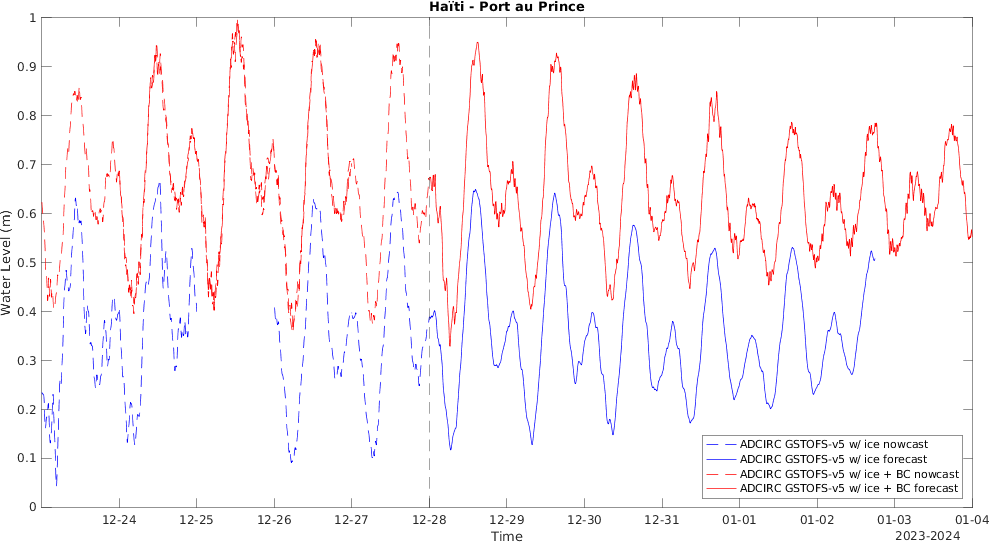 Haïti - Port au Prince
Water Level (m)
1
0.9
0.8
0.7
0.6
0.5
0.4
0.3
0.2
0.1
0
ADCIRC GSTOFS-v5 w/ ice nowcast
ADCIRC GSTOFS-v5 w/ ice forecast
ADCIRC GSTOFS-v5 w/ ice + BC nowcast
ADCIRC GSTOFS-v5 w/ ice + BC forecast
12-24 12-25 12-26 12-27 12-28 12-29 12-30 12-31 01-01 01-02 01-03 01-04
Time
2023-2024